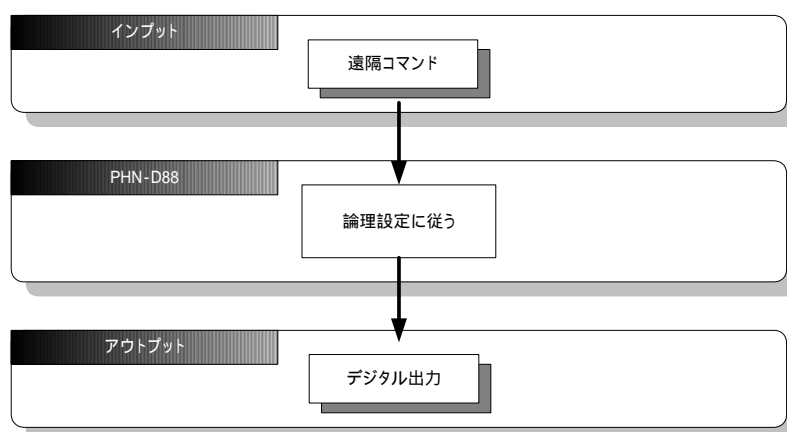 インプット
遠隔コマンド
PHN-D88
論理設定に従う
アウトプット
デジタル出力